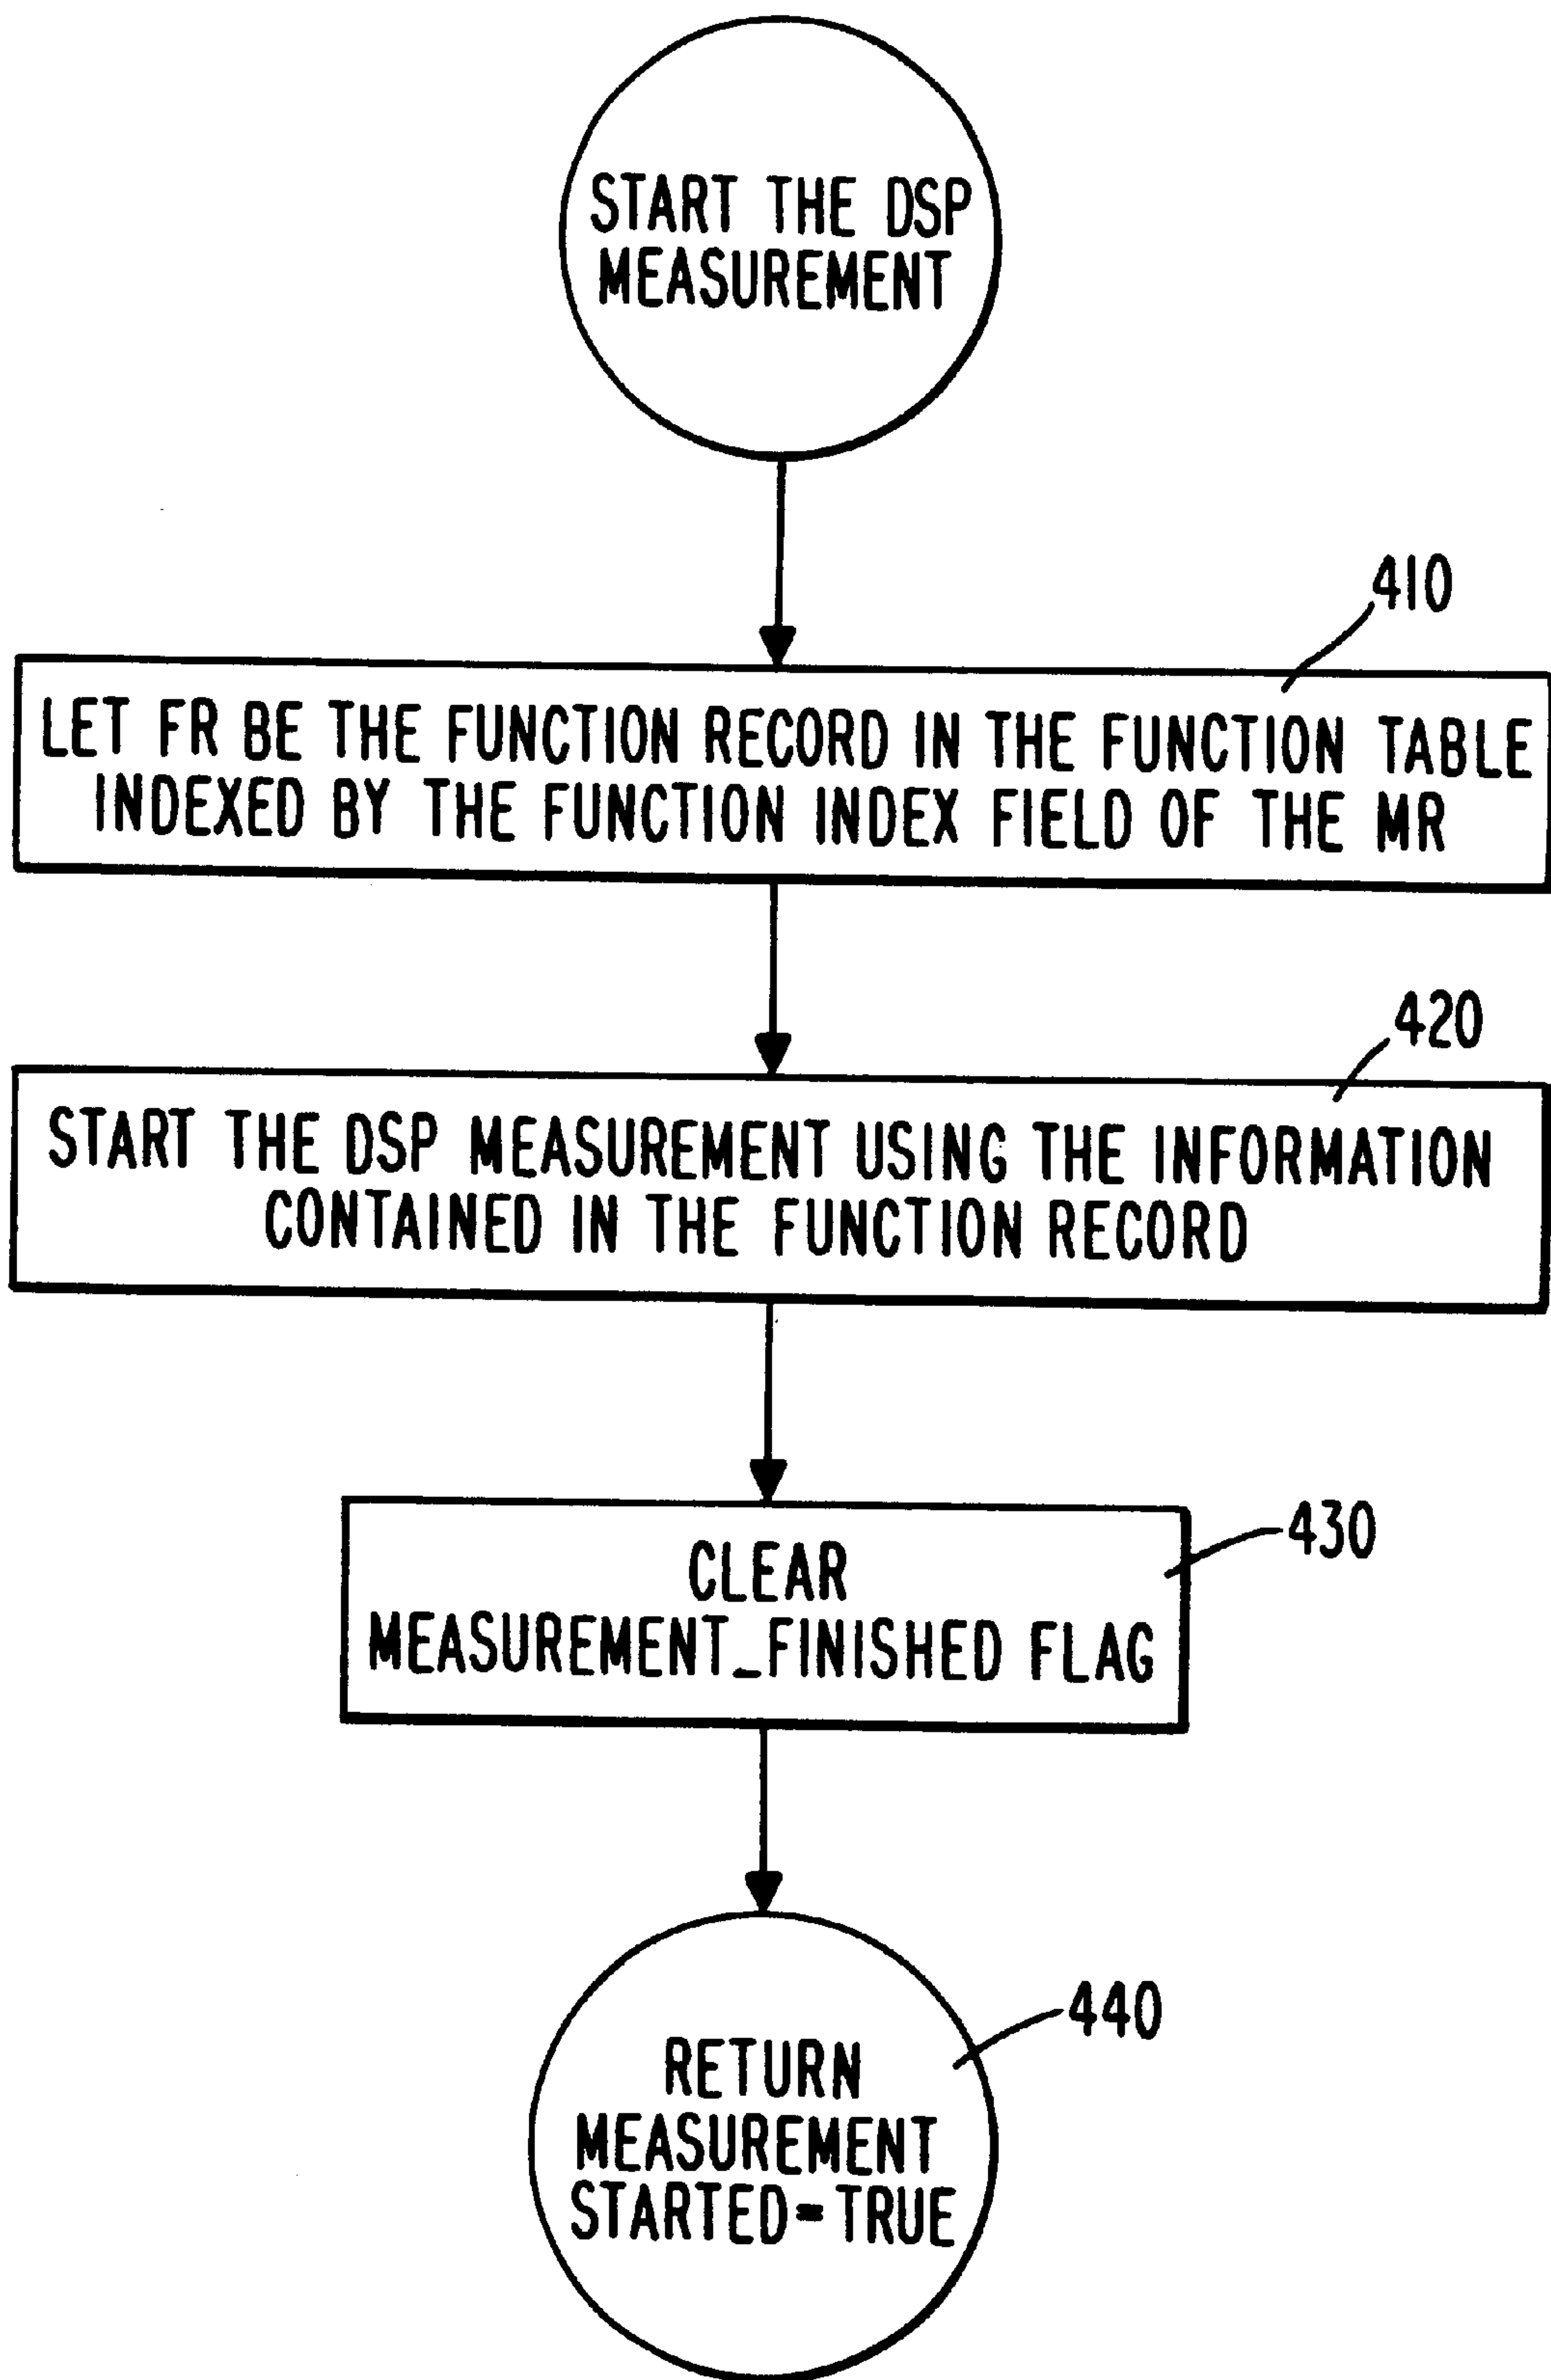 START THE DSP
MEASUREMENT
410
LET FR BE THE FUNCTION RECORD IN THE FUNCTION TABLE
INDEXED BY THE FUNCTION INDEX FIELD OF THE MR
420
START THE DSP MEASUREMENT USING THE INFORMATION
CONTAINED IN THE FUNCTION RECORD
430
CLEAR
MEASUREMENT_FINISHED FLAG
440
RETURN
MEASUREMENT
STARTED=TRUE